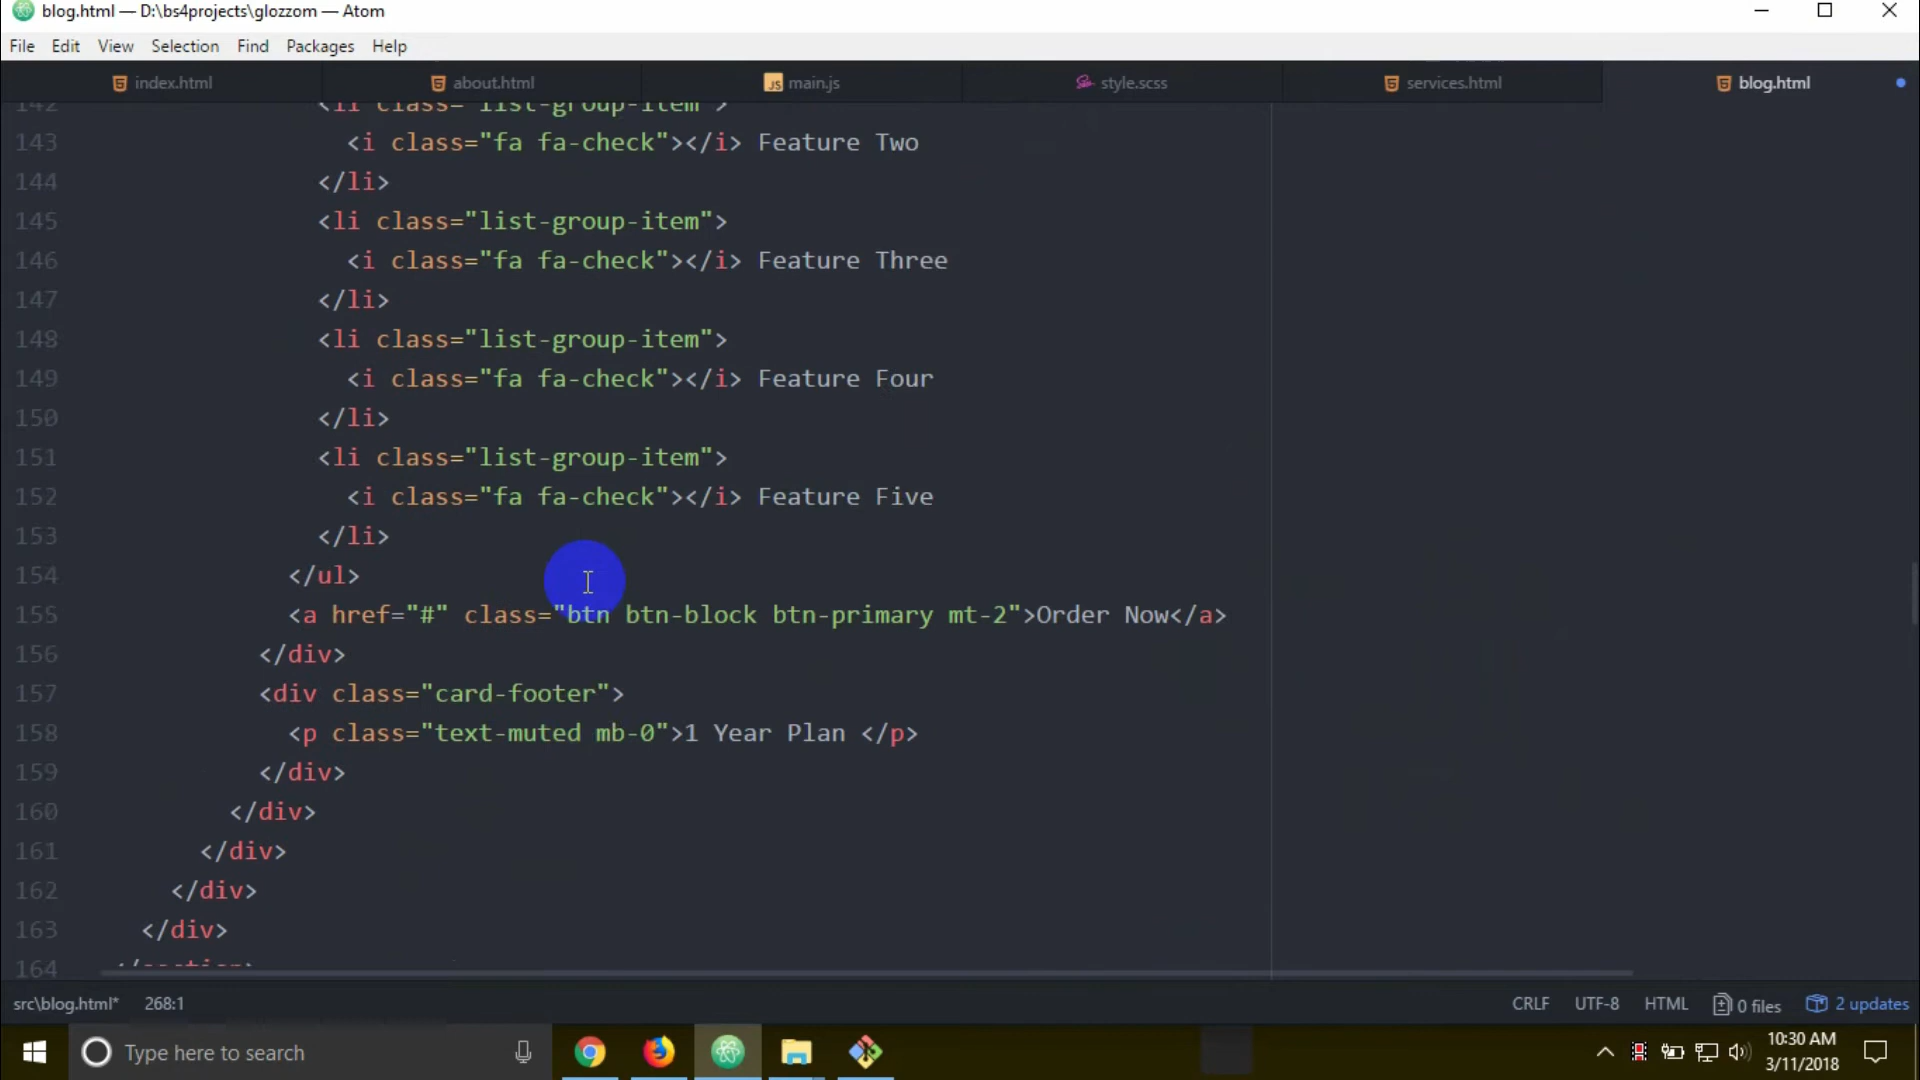 blog.html — D:\bs4projects\glozzom — Atom
File Edit View Selection Find Packages Help
index.html about.html main.js style.scss services.html blog.html
142 <li class="list-group-item">
143 <i class="fa fa-check"></i> Feature Two
144 </li>
145 <li class="list-group-item">
146 <i class="fa fa-check"></i> Feature Three
147 </li>
148 <li class="list-group-item">
149 <i class="fa fa-check"></i> Feature Four
150 </li>
151 <li class="list-group-item">
152 <i class="fa fa-check"></i> Feature Five
153 </li>
154 </ul>
155 <a href="#" class="btn btn-block btn-primary mt-2">Order Now</a>
156 </div>
157 <div class="card-footer">
158 <p class="text-muted mb-0">1 Year Plan </p>
159 </div>
160 </div>
161 </div>
162 </div>
163 </div>
164 </section>
src\blog.html* 268:1 CRLF UTF-8 HTML 0 files 2 updates
Type here to search 10:30 AM
3/11/2018